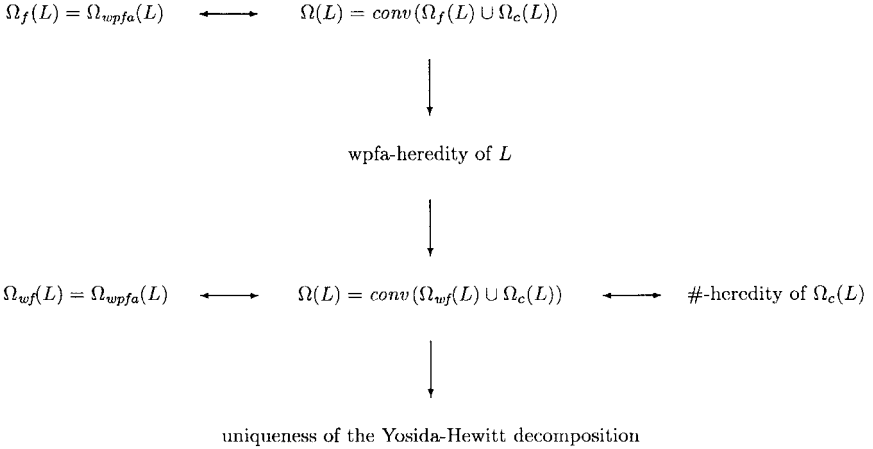 Ω_f(L) = Ω_wpfa(L) ⟷ Ω(L) = conv(Ω_f(L) ∪ Ω_c(L))
↓
wpfa-heredity of L
↓
Ω_wf(L) = Ω_wpfa(L) ⟷ Ω(L) = conv(Ω_wf(L) ∪ Ω_c(L)) ⟷ #-heredity of Ω_c(L)
↓
uniqueness of the Yosida-Hewitt decomposition